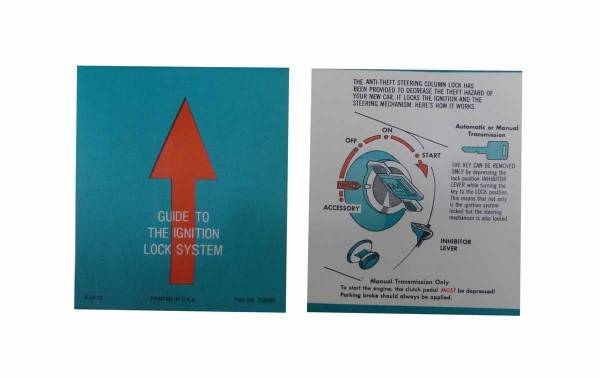 GUIDE TO
THE IGNITION
LOCK SYSTEM
PRINTED IN U.S.A.
Part No.
THE ANTI-THEFT STEERING COLUMN LOCK HAS
BEEN PROVIDED TO DECREASE THE THEFT HAZARD OF
YOUR NEW CAR. IT LOCKS THE IGNITION AND THE
STEERING MECHANISM. HERE'S HOW IT WORKS.
Automatic or Manual
Transmission
ON
OFF
START
ACCESSORY
THE KEY CAN BE REMOVED
ONLY by depressing the
lock position INHIBITOR
LEVER while turning the
key to the LOCK position.
This means that not only
is the ignition system
locked but the steering
mechanism is also locked.
INHIBITOR
LEVER
Manual Transmission Only
To start the engine, the clutch pedal MUST be depressed!
Parking brake should always be applied.